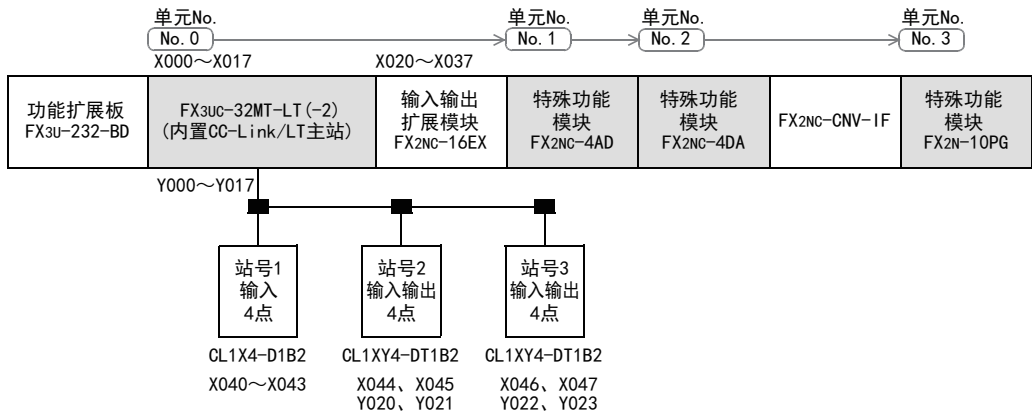 单元No.
单元No.
单元No.
单元No.
No.0
No.1
No.2
No.3
X000～X017
X020～X037
功能扩展板
FX3U-232-BD
FX3UC-32MT-LT(-2)
(内置CC-Link/LT主站)
输入输出
扩展模块
FX2NC-16EX
特殊功能
模块
FX2NC-4AD
特殊功能
模块
FX2NC-4DA
FX2NC-CNV-IF
特殊功能
模块
FX2N-10PG
Y000～Y017
站号1
输入
4点
站号2
输入输出
4点
站号3
输入输出
4点
CL1X4-D1B2
CL1XY4-DT1B2
CL1XY4-DT1B2
X040～X043
X044、X045
Y020、Y021
X046、X047
Y022、Y023